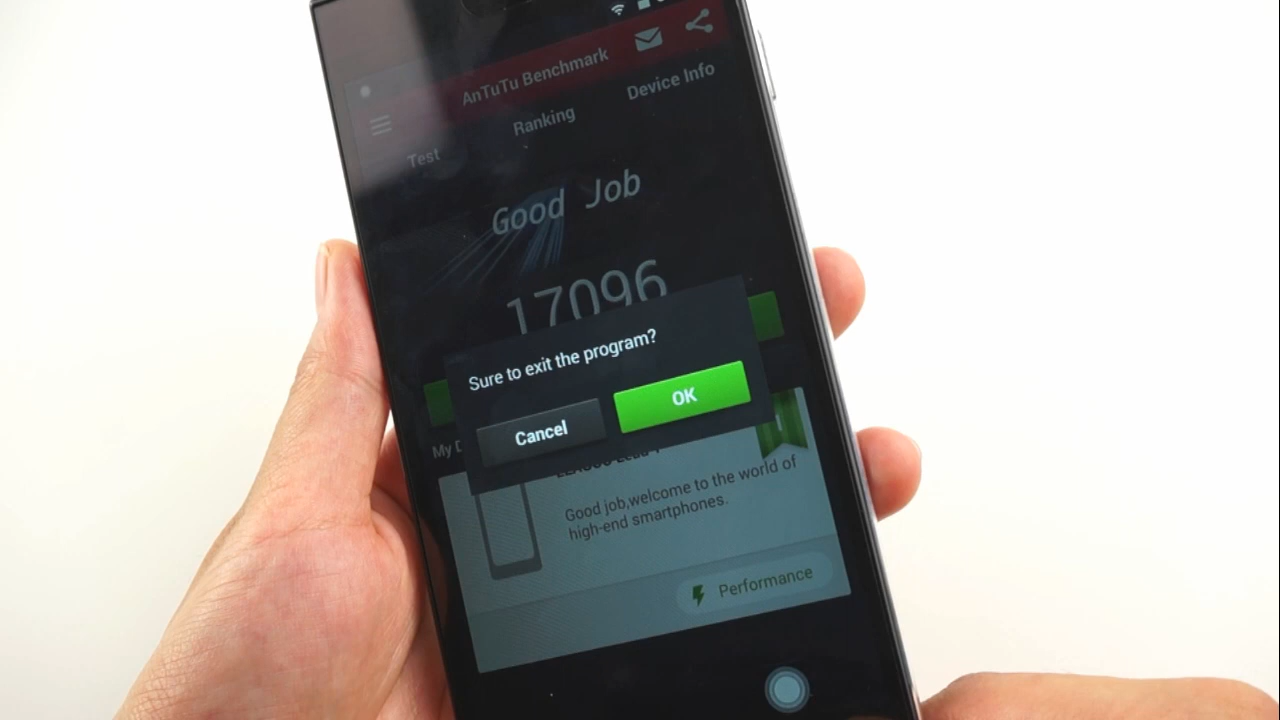 AnTuTu Benchmark
Test
Ranking
Device Info
Good Job
17096
Sure to exit the program?
Cancel
OK
My
Good job,welcome to the world of
high-end smartphones.
Performance